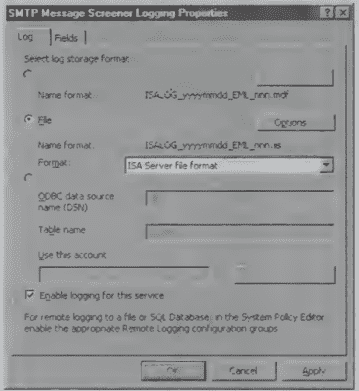 SMTP Message Screener Logging Properties
Log
Fields
Select log storage format
Name format:
ISALOG_yyyymmdd_EML_nnn.mdf
File
Options
Name format:
ISALOG_yyyymmdd_EML_nnn.iis
Format:
ISA Server file format
ODBC data source
name (DSN)
Table name
Use this account
Enable logging for this service
For remote logging to a file or SQL Database, in the System Policy Editor
enable the appropriate Remote Logging configuration groups
OK
Cancel
Apply